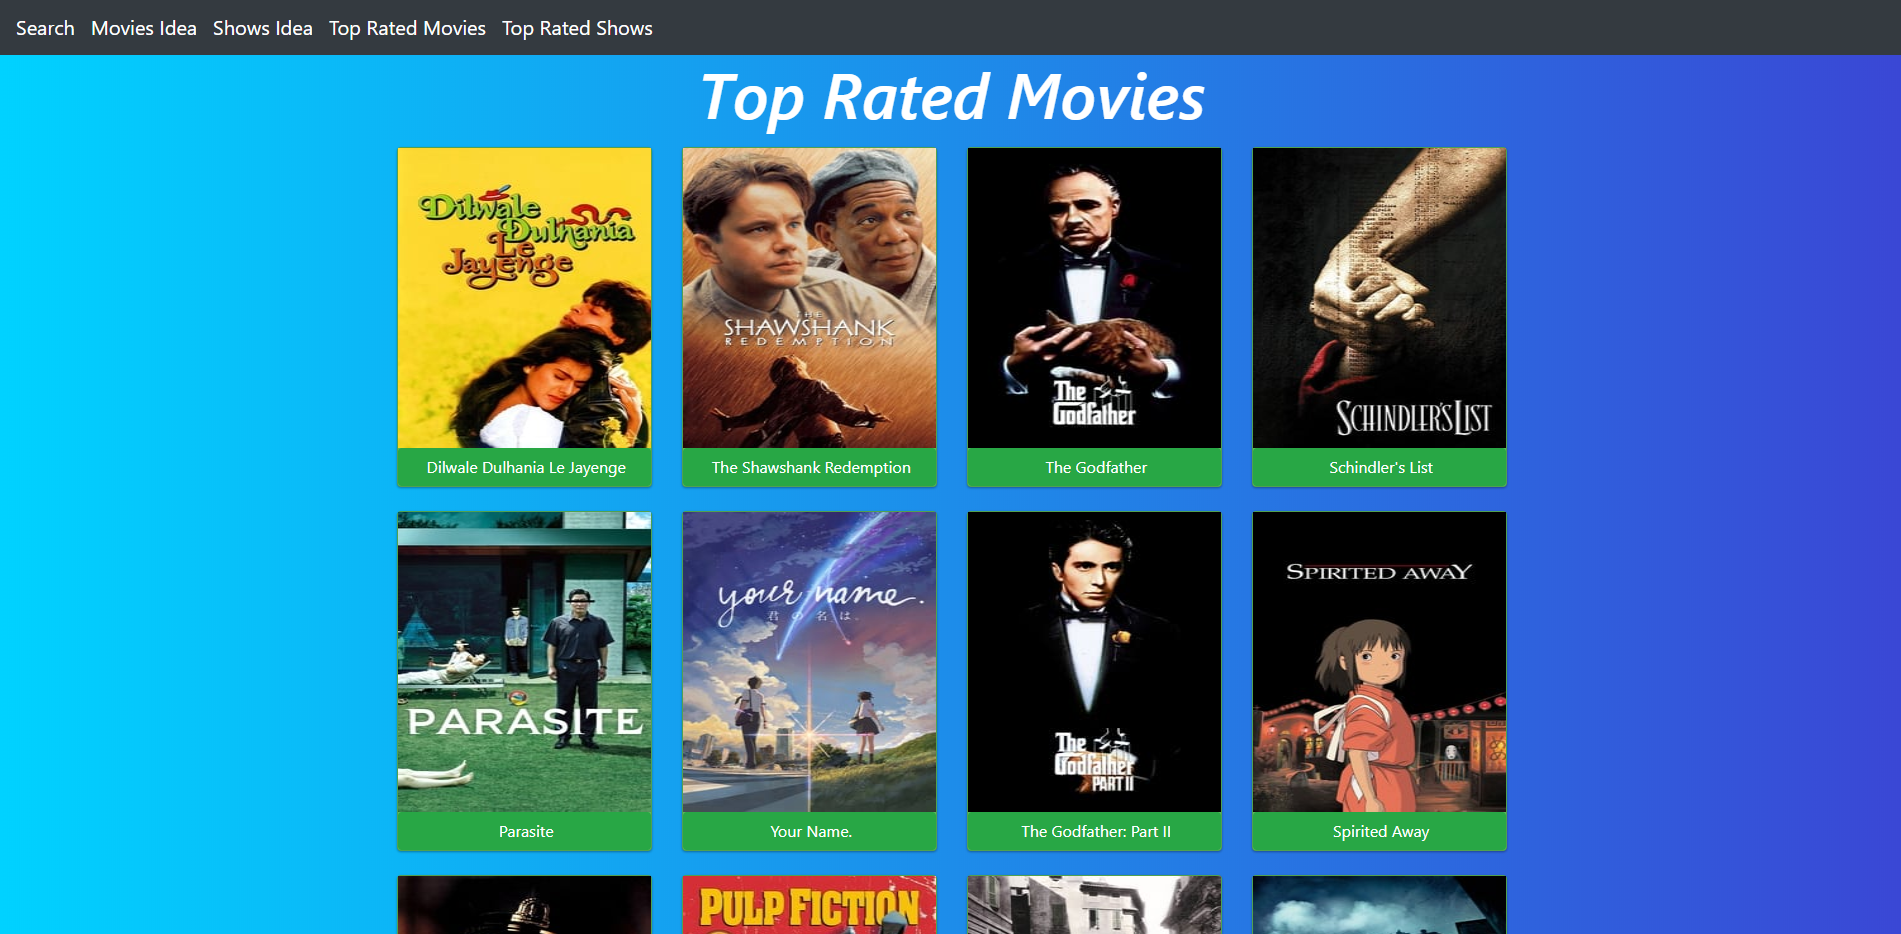 Search Movies Idea Shows Idea Top Rated Movies Top Rated Shows
Top Rated Movies
Dilwale
Dulhania
Le
Jayenge
Dilwale Dulhania Le Jayenge
THE
SHAWSHANK
REDEMPTION
The Shawshank Redemption
The
Godfather
The Godfather
SCHINDLER'S LIST
Schindler's List
PARASITE
Parasite
your name.
君の名は.
Your Name.
The
Godfather
PART II
The Godfather: Part II
SPIRITED AWAY
Spirited Away
PULP FICTION